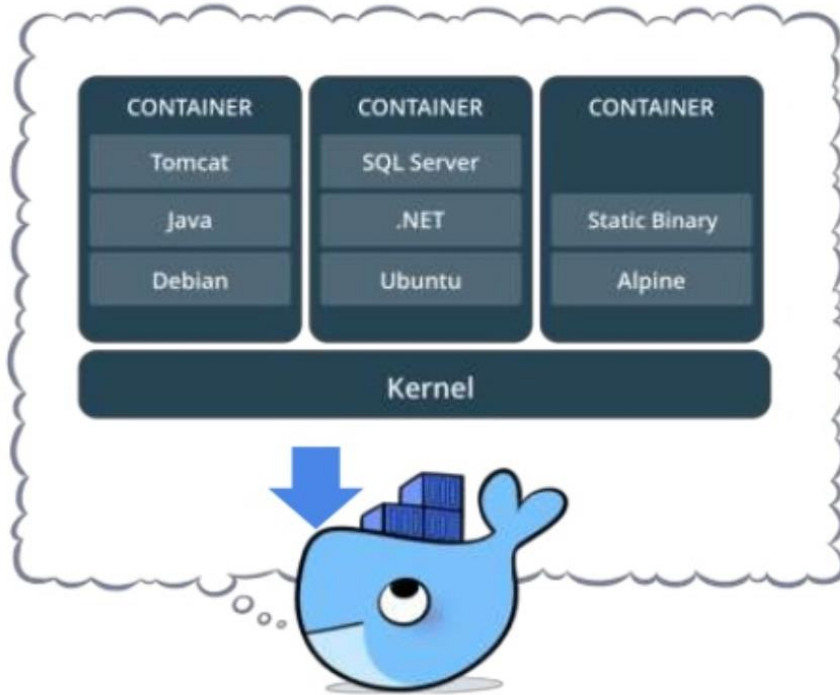 CONTAINER
Tomcat
Java
Debian
CONTAINER
SQL Server
.NET
Ubuntu
CONTAINER
Static Binary
Alpine
Kernel